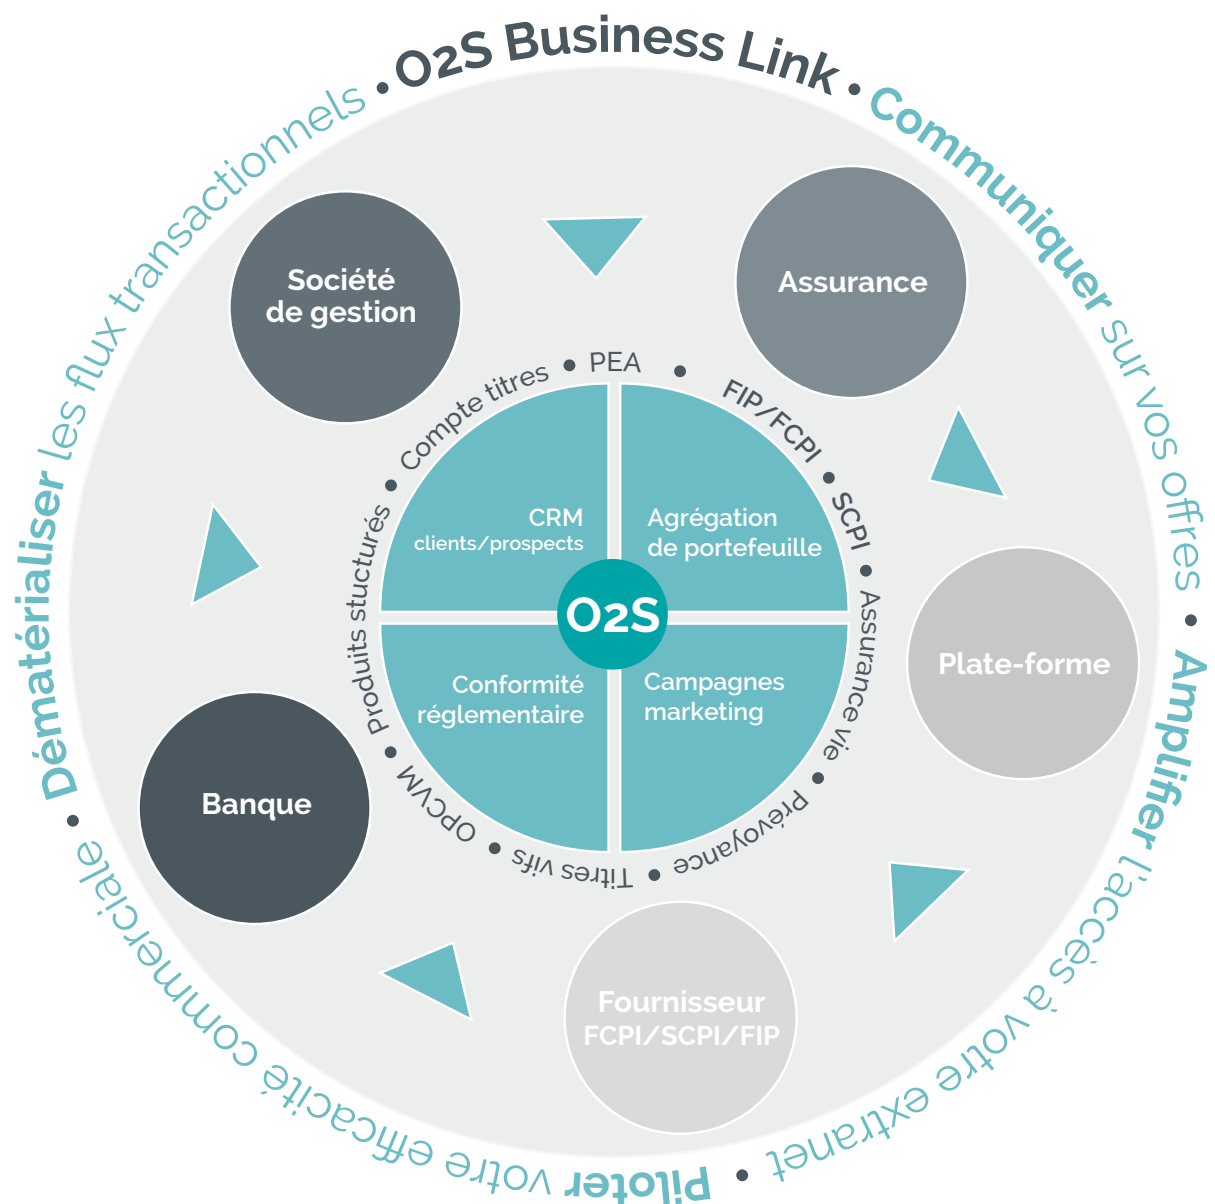 O2S Business Link •
Communiquer sur vos offres •
Amplifier l'accès à votre extranet •
Piloter votre efficacité commerciale •
Dématérialiser les flux transactionnels •
Société
de gestion
Assurance
Plate-forme
Fournisseur
FCPI/SCPI/FIP
Banque
PEA •
FIP/FCPI •
SCPI •
Assurance vie •
Prévoyance •
Titres vifs •
OPCVM •
Produits stucturés •
Compte titres •
CRM
clients/prospects
Agrégation
de portefeuille
O2S
Conformité
réglementaire
Campagnes
marketing